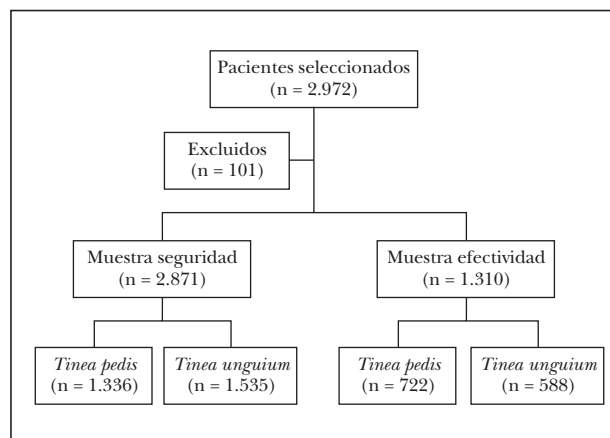 Pacientes seleccionados
(n = 2.972)
Excluidos
(n = 101)
Muestra seguridad
(n = 2.871)
Muestra efectividad
(n = 1.310)
Tinea pedis
(n = 1.336)
Tinea unguium
(n = 1.535)
Tinea pedis
(n = 722)
Tinea unguium
(n = 588)